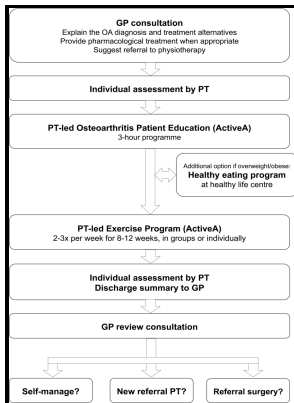 GP consultation
Explain the OA diagnosis and treatment alternatives
Provide pharmacological treatment when appropriate
Suggest referral to physiotherapy
Individual assessment by PT
PT-led Osteoarthritis Patient Education (ActiveA)
3-hour programme
Additional option if overweight/obese:
Healthy eating program
at healthy life centre
PT-led Exercise Program (ActiveA)
2-3x per week for 8-12 weeks, in groups or individually
Individual assessment by PT
Discharge summary to GP
GP review consultation
Self-manage?
New referral PT?
Referral surgery?